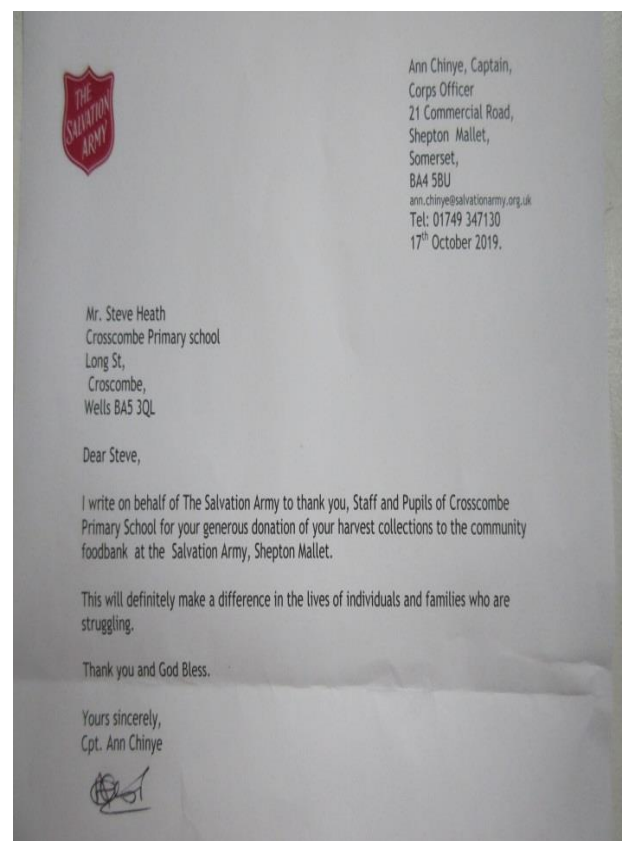 THE
SALVATION
ARMY
Ann Chinye, Captain,
Corps Officer
21 Commercial Road,
Shepton Mallet,
Somerset,
BA4 5BU
ann.chinye@salvationarmy.org.uk
Tel: 01749 347130
17th October 2019.
Mr. Steve Heath
Crosscombe Primary school
Long St,
Croscombe,
Wells BA5 3QL
Dear Steve,
I write on behalf of The Salvation Army to thank you, Staff and Pupils of Crosscombe
Primary School for your generous donation of your harvest collections to the community
foodbank at the Salvation Army, Shepton Mallet.
This will definitely make a difference in the lives of individuals and families who are
struggling.
Thank you and God Bless.
Yours sincerely,
Cpt. Ann Chinye